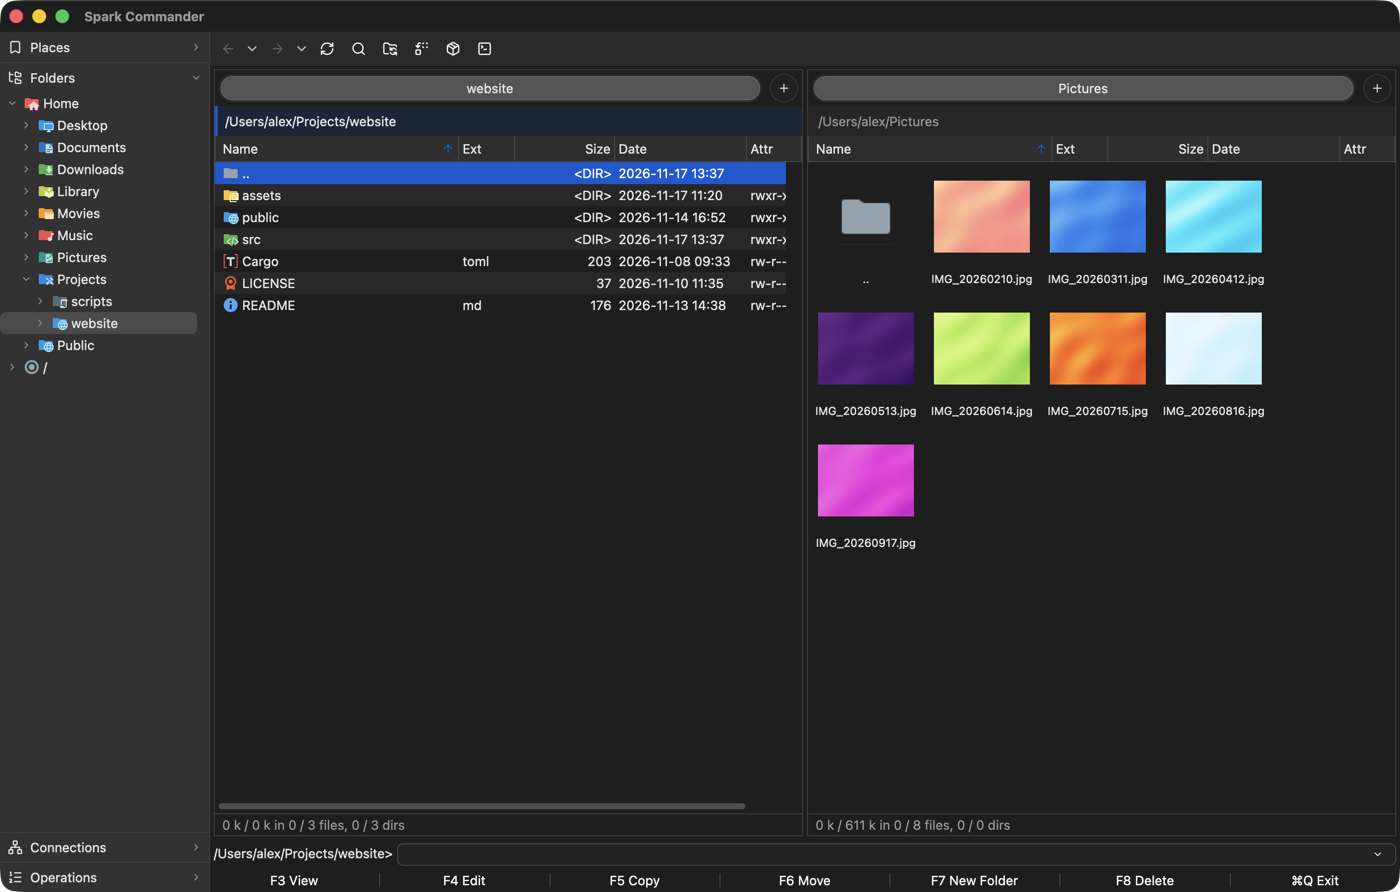 Spark Commander
Places
Folders
Home
Desktop
Documents
Downloads
Library
Movies
Music
Pictures
Projects
scripts
website
Public
/
Connections
Operations
website +
/Users/alex/Projects/website
Name Ext Size Date Attr
.. <DIR> 2026-11-17 13:37
assets <DIR> 2026-11-17 11:20 rwxr-x
public <DIR> 2026-11-14 16:52 rwxr-x
src <DIR> 2026-11-17 13:37 rwxr-x
Cargo toml 203 2026-11-08 09:33 rw-r--
LICENSE 37 2026-11-10 11:35 rw-r--
README md 176 2026-11-13 14:38 rw-r--
0 k / 0 k in 0 / 3 files, 0 / 3 dirs
Pictures +
/Users/alex/Pictures
Name Ext Size Date Attr
.. IMG_20260210.jpg IMG_20260311.jpg IMG_20260412.jpg
IMG_20260513.jpg IMG_20260614.jpg IMG_20260715.jpg IMG_20260816.jpg
IMG_20260917.jpg
0 k / 611 k in 0 / 8 files, 0 / 0 dirs
/Users/alex/Projects/website>
F3 View F4 Edit F5 Copy F6 Move F7 New Folder F8 Delete ⌘Q Exit